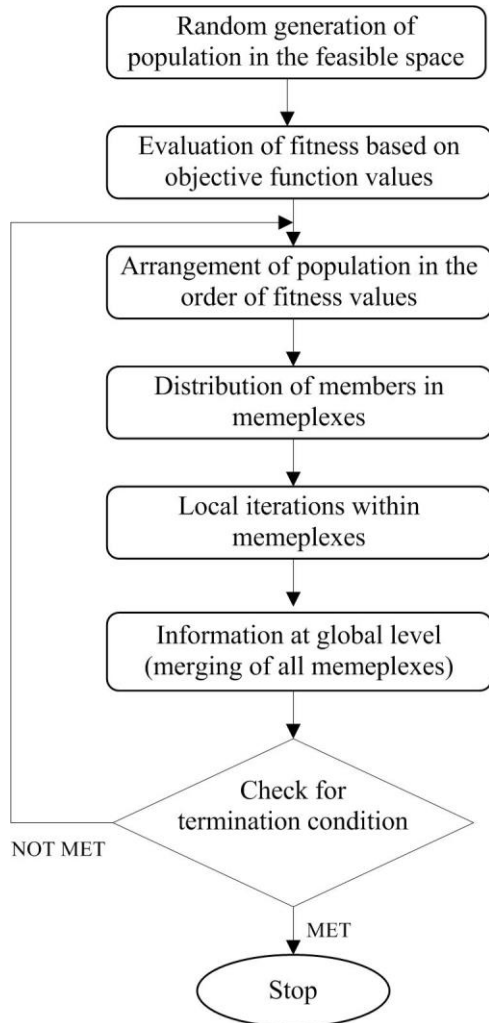 Random generation of
population in the feasible space
Evaluation of fitness based on
objective function values
Arrangement of population in the
order of fitness values
Distribution of members in
memeplexes
Local iterations within
memeplexes
Information at global level
(merging of all memeplexes)
Check for
termination condition
NOT MET
MET
Stop